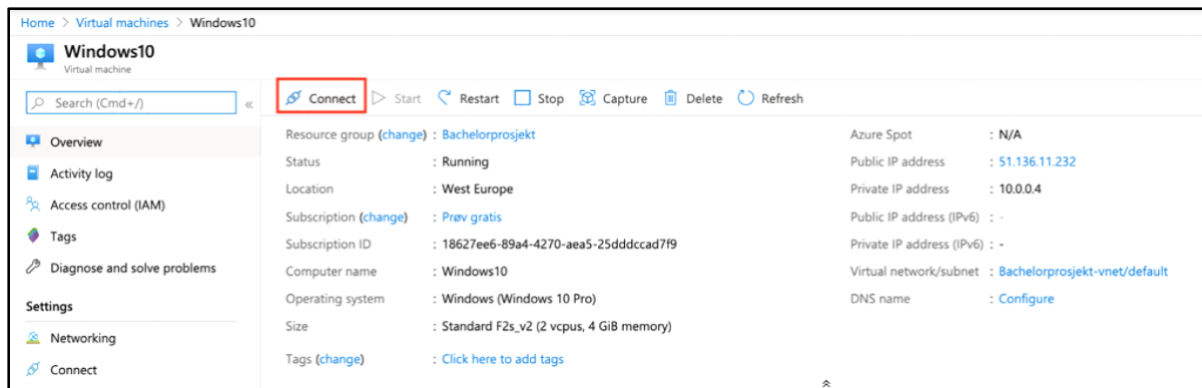 Home > Virtual machines > Windows10
Windows10
Virtual machine
Search (Cmd+/)
«
Connect Start Restart Stop Capture Delete Refresh
Overview
Activity log
Access control (IAM)
Tags
Diagnose and solve problems
Settings
Networking
Connect
Resource group (change) : Bachelorprosjekt
Status : Running
Location : West Europe
Subscription (change) : Prøv gratis
Subscription ID : 18627ee6-89a4-4270-aea5-25dddccad7f9
Computer name : Windows10
Operating system : Windows (Windows 10 Pro)
Size : Standard F2s_v2 (2 vcpus, 4 GiB memory)
Tags (change) : Click here to add tags
Azure Spot : N/A
Public IP address : 51.136.11.232
Private IP address : 10.0.0.4
Public IP address (IPv6) : -
Private IP address (IPv6) : -
Virtual network/subnet : Bachelorprosjekt-vnet/default
DNS name : Configure